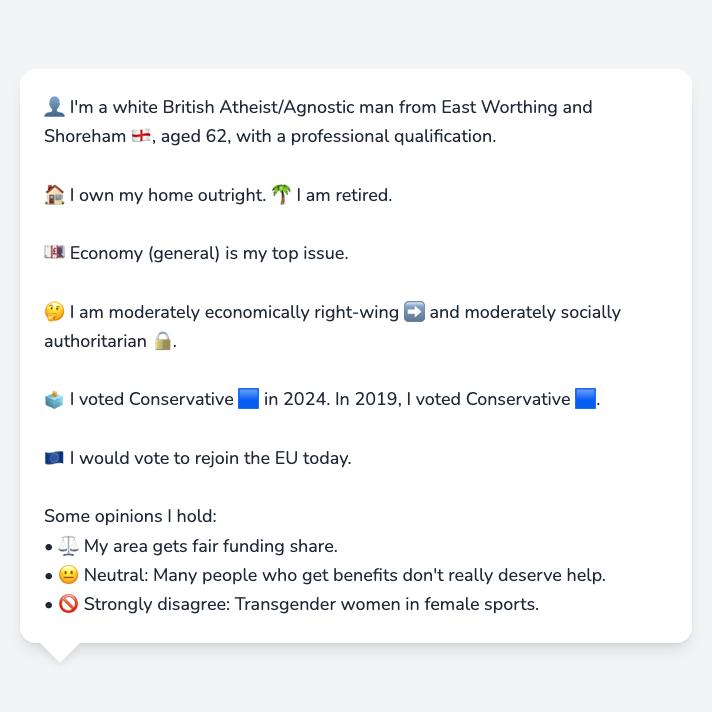 👤 I'm a white British Atheist/Agnostic man from East Worthing and
Shoreham 🏴󠁧󠁢󠁥󠁮󠁧󠁿, aged 62, with a professional qualification.
🏠 I own my home outright. 🌴 I am retired.
💷 Economy (general) is my top issue.
🤔 I am moderately economically right-wing ➡️ and moderately socially
authoritarian 🔒.
🗳️ I voted Conservative 🟦 in 2024. In 2019, I voted Conservative 🟦.
🇪🇺 I would vote to rejoin the EU today.
Some opinions I hold:
• ⚖️ My area gets fair funding share.
• 😐 Neutral: Many people who get benefits don't really deserve help.
• 🚫 Strongly disagree: Transgender women in female sports.